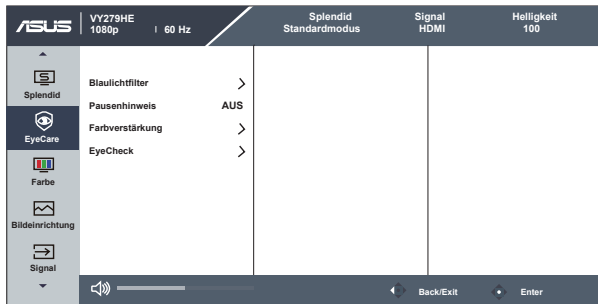 ASUS
VY279HE
1080p | 60 Hz
Splendid
Standardmodus
Signal
HDMI
Helligkeit
100
Splendid
EyeCare
Farbe
Bildeinrichtung
Signal
Blaulichtfilter
Pausenhinweis AUS
Farbverstärkung
EyeCheck
Back/Exit
Enter